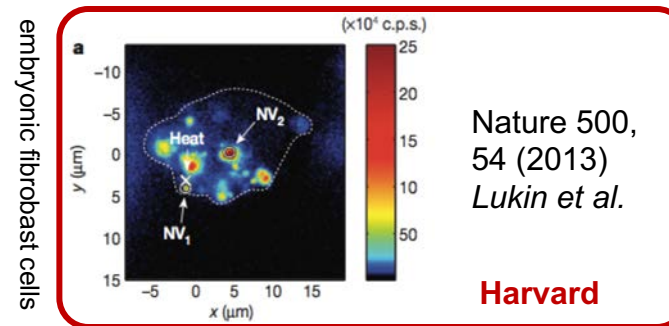 embryonic fibrobast cells
(×10⁴ c.p.s.)
a
25
20
15
10
50
–10
–5
0
5
10
15
y (μm)
Heat
NV₂
NV₁
–5
0
5
10
15
x (μm)
Nature 500,
54 (2013)
Lukin et al.
Harvard